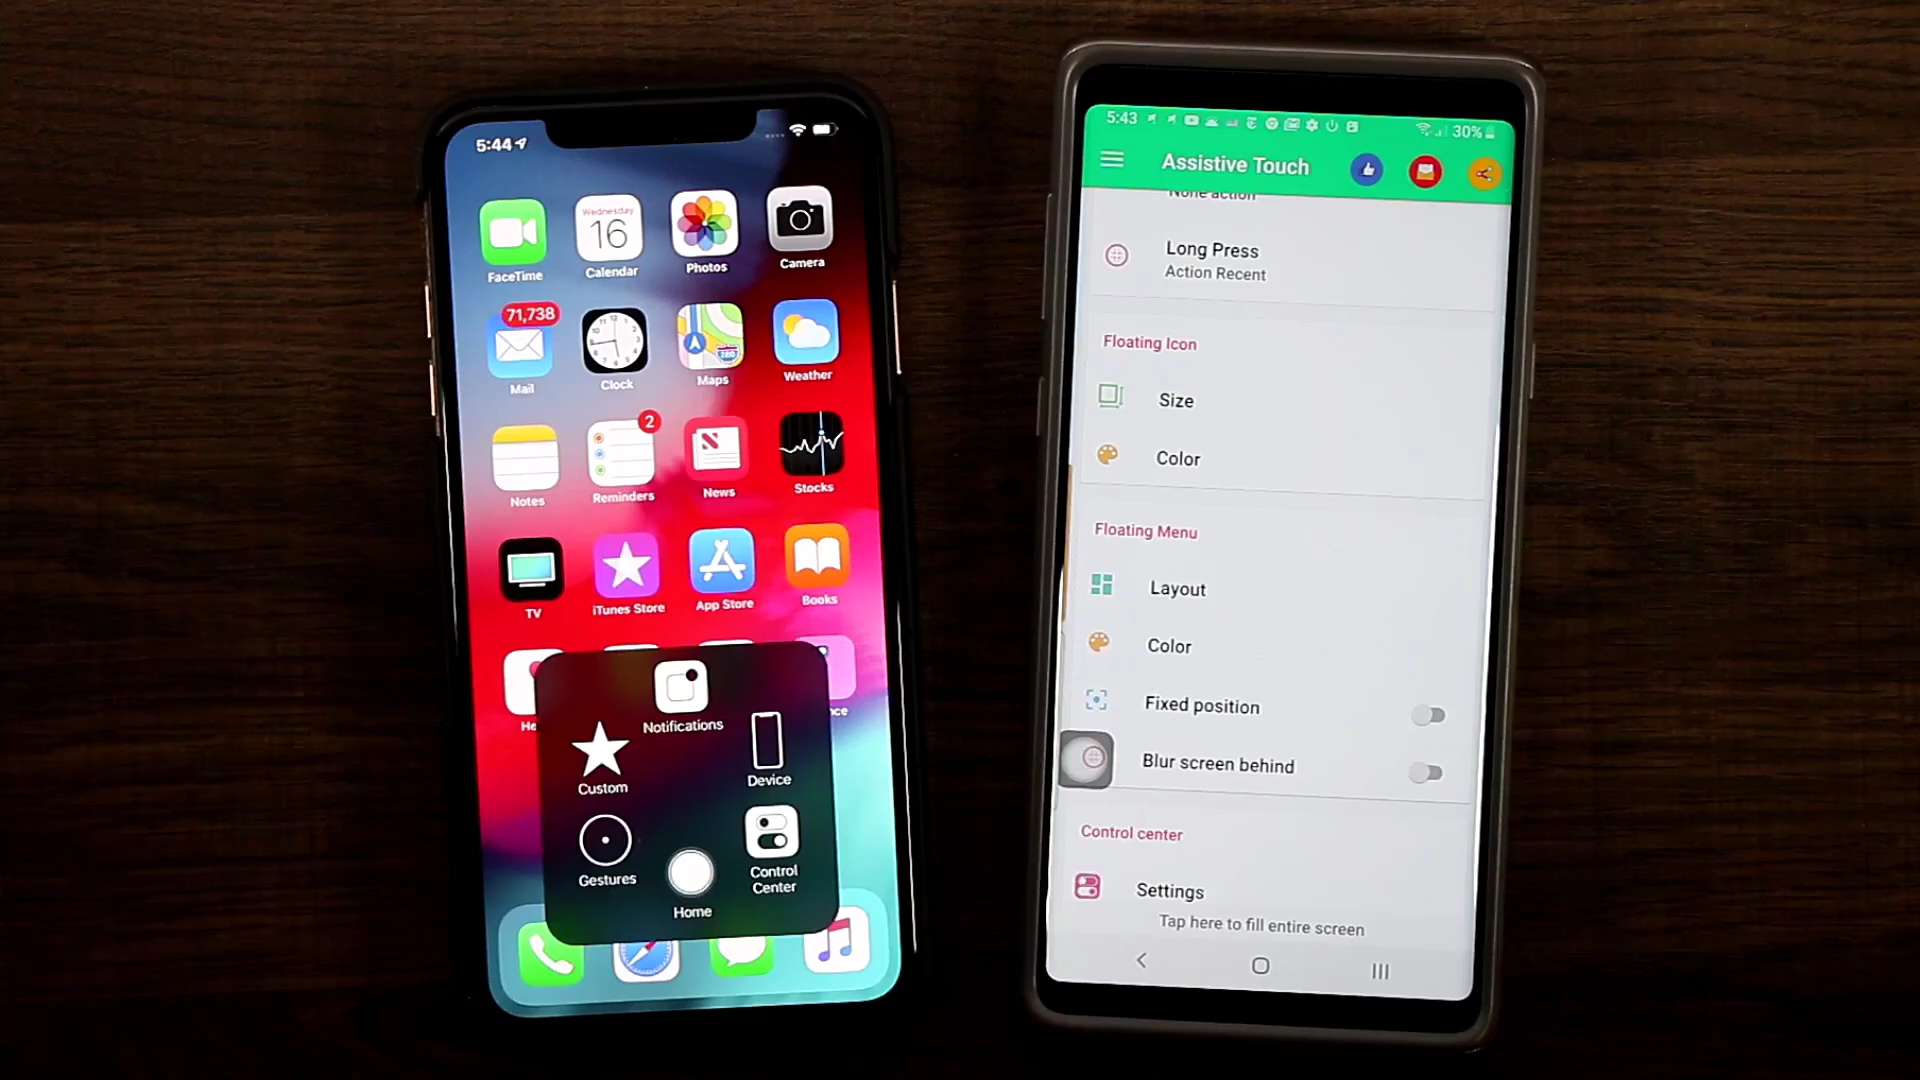 5:44
Wednesday
16
FaceTime
Calendar
Photos
Camera
71,738
Mail
Clock
Maps
Weather
280
2
Notes
Reminders
News
Stocks
TV
iTunes Store
App Store
Books
Notifications
Custom
Device
Gestures
Control
Center
Home
5:43
30%
Assistive Touch
None action
Long Press
Action Recent
Floating Icon
Size
Color
Floating Menu
Layout
Color
Fixed position
Blur screen behind
Control center
Settings
Tap here to fill entire screen